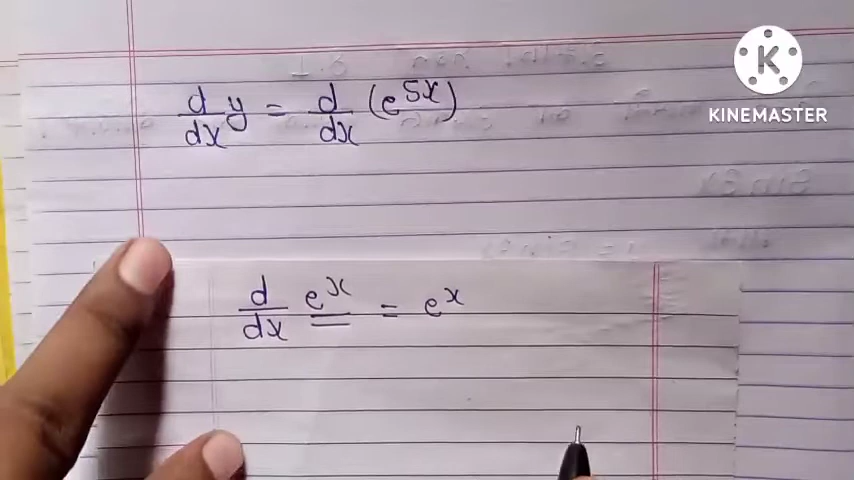 KINEMASTER
d/dx y = d/dx (e^5x)
d/dx e^x = e^x